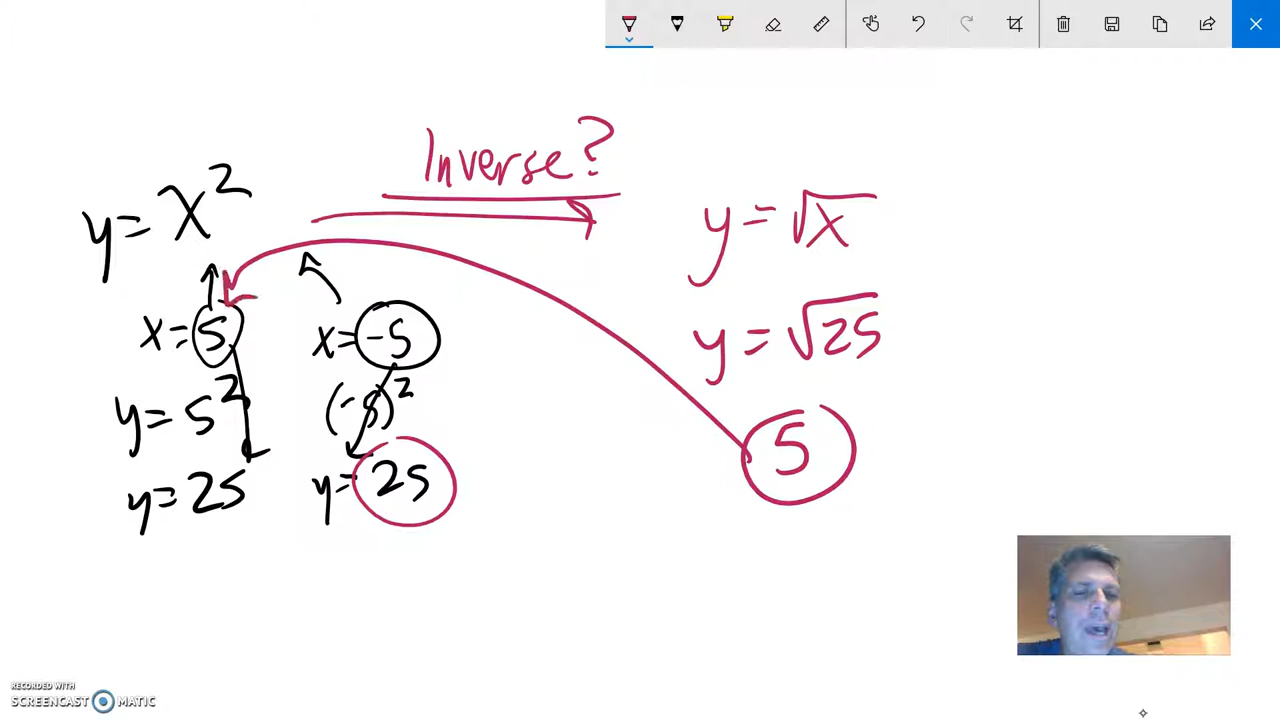 Inverse?
y = x²
x = 5
y = 5²
y = 25
x = -5
(-5)²
y = 25
y = √x
y = √25
5
RECORDED WITH
SCREENCAST MATIC